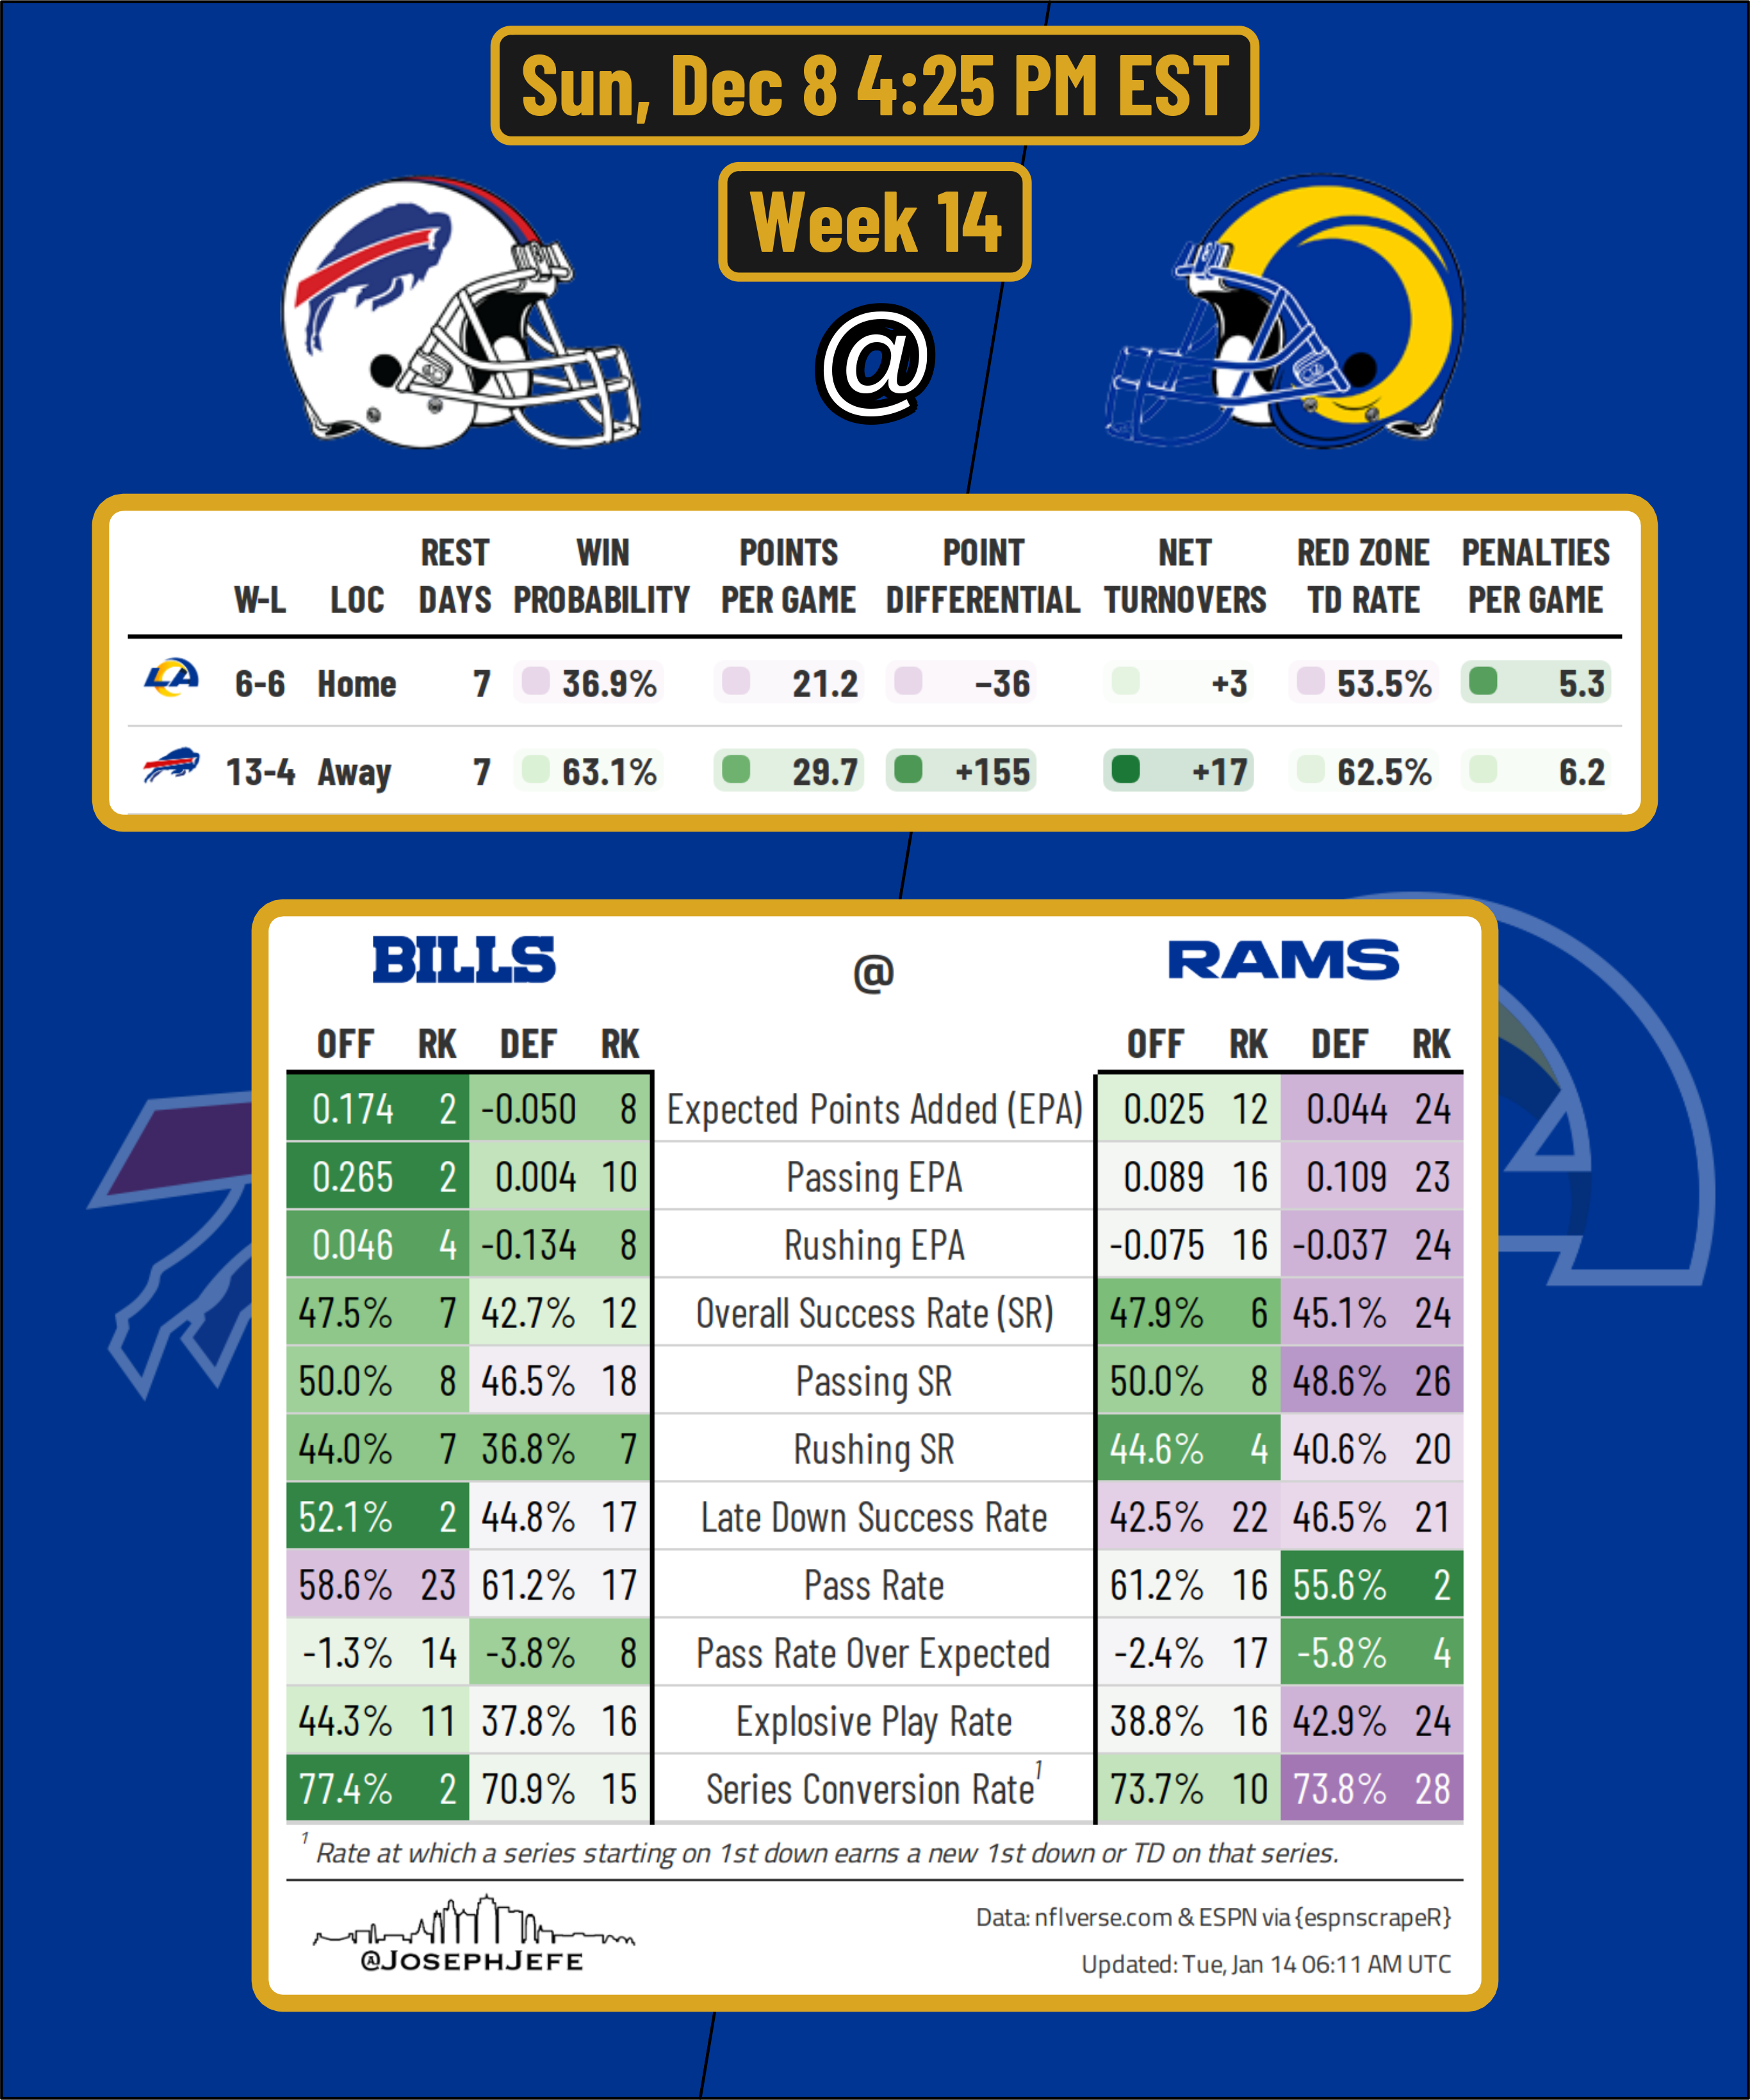 Sun, Dec 8 4:25 PM EST
Week 14
@
REST WIN POINTS POINT NET RED ZONE PENALTIES
W-L LOC DAYS PROBABILITY PER GAME DIFFERENTIAL TURNOVERS TD RATE PER GAME
LA 6-6 Home 7 36.9% 21.2 −36 +3 53.5% 5.3
13-4 Away 7 63.1% 29.7 +155 +17 62.5% 6.2
BILLS @ RAMS
OFF RK DEF RK OFF RK DEF RK
0.174 2 -0.050 8 Expected Points Added (EPA) 0.025 12 0.044 24
0.265 2 0.004 10 Passing EPA 0.089 16 0.109 23
0.046 4 -0.134 8 Rushing EPA -0.075 16 -0.037 24
47.5% 7 42.7% 12 Overall Success Rate (SR) 47.9% 6 45.1% 24
50.0% 8 46.5% 18 Passing SR 50.0% 8 48.6% 26
44.0% 7 36.8% 7 Rushing SR 44.6% 4 40.6% 20
52.1% 2 44.8% 17 Late Down Success Rate 42.5% 22 46.5% 21
58.6% 23 61.2% 17 Pass Rate 61.2% 16 55.6% 2
-1.3% 14 -3.8% 8 Pass Rate Over Expected -2.4% 17 -5.8% 4
44.3% 11 37.8% 16 Explosive Play Rate 38.8% 16 42.9% 24
77.4% 2 70.9% 15 Series Conversion Rate¹ 73.7% 10 73.8% 28
¹ Rate at which a series starting on 1st down earns a new 1st down or TD on that series.
Data: nflverse.com & ESPN via {espnscrapeR}
@JOSEPHJEFE
Updated: Tue, Jan 14 06:11 AM UTC